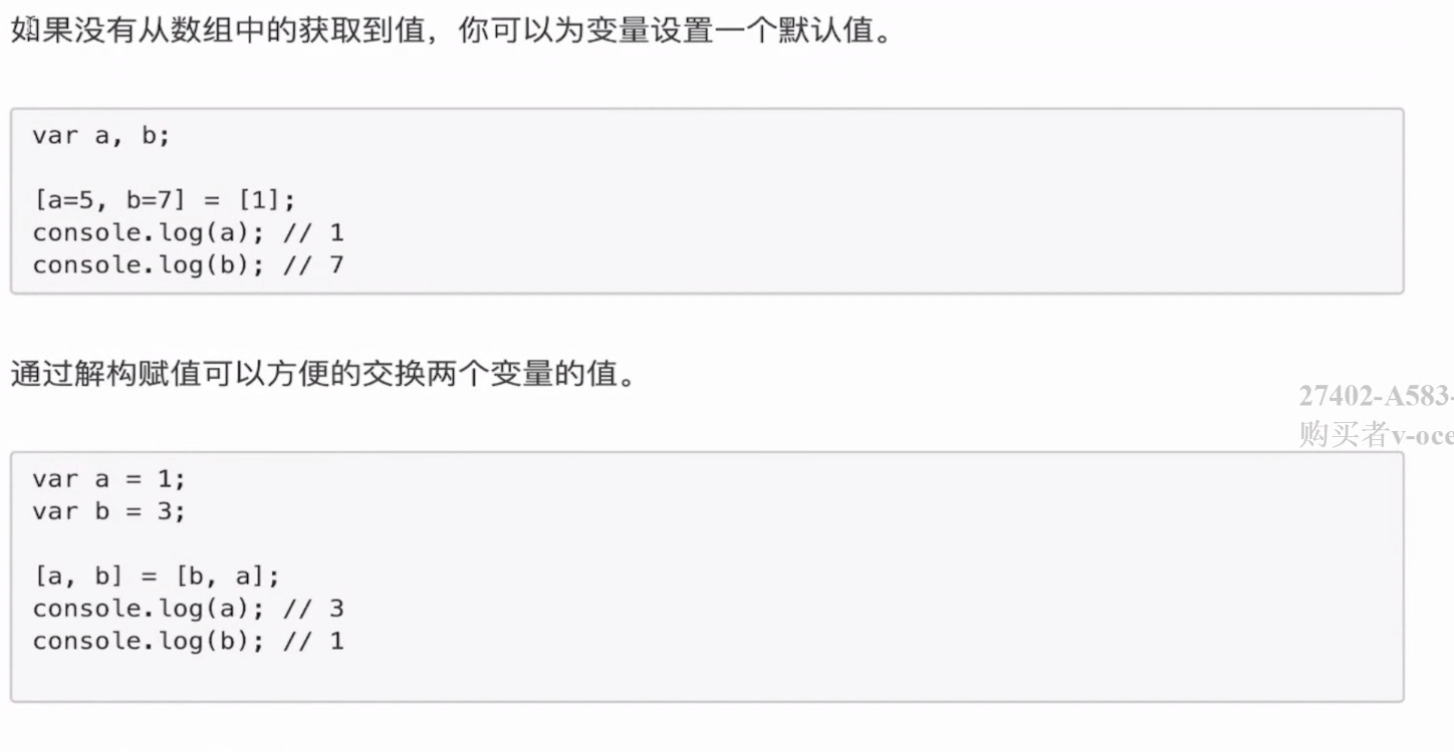 如果没有从数组中的获取到值，你可以为变量设置一个默认值。
var a, b;
[a=5, b=7] = [1];
console.log(a); // 1
console.log(b); // 7
通过解构赋值可以方便的交换两个变量的值。
27402-A583-
购买者v-oce
var a = 1;
var b = 3;
[a, b] = [b, a];
console.log(a); // 3
console.log(b); // 1